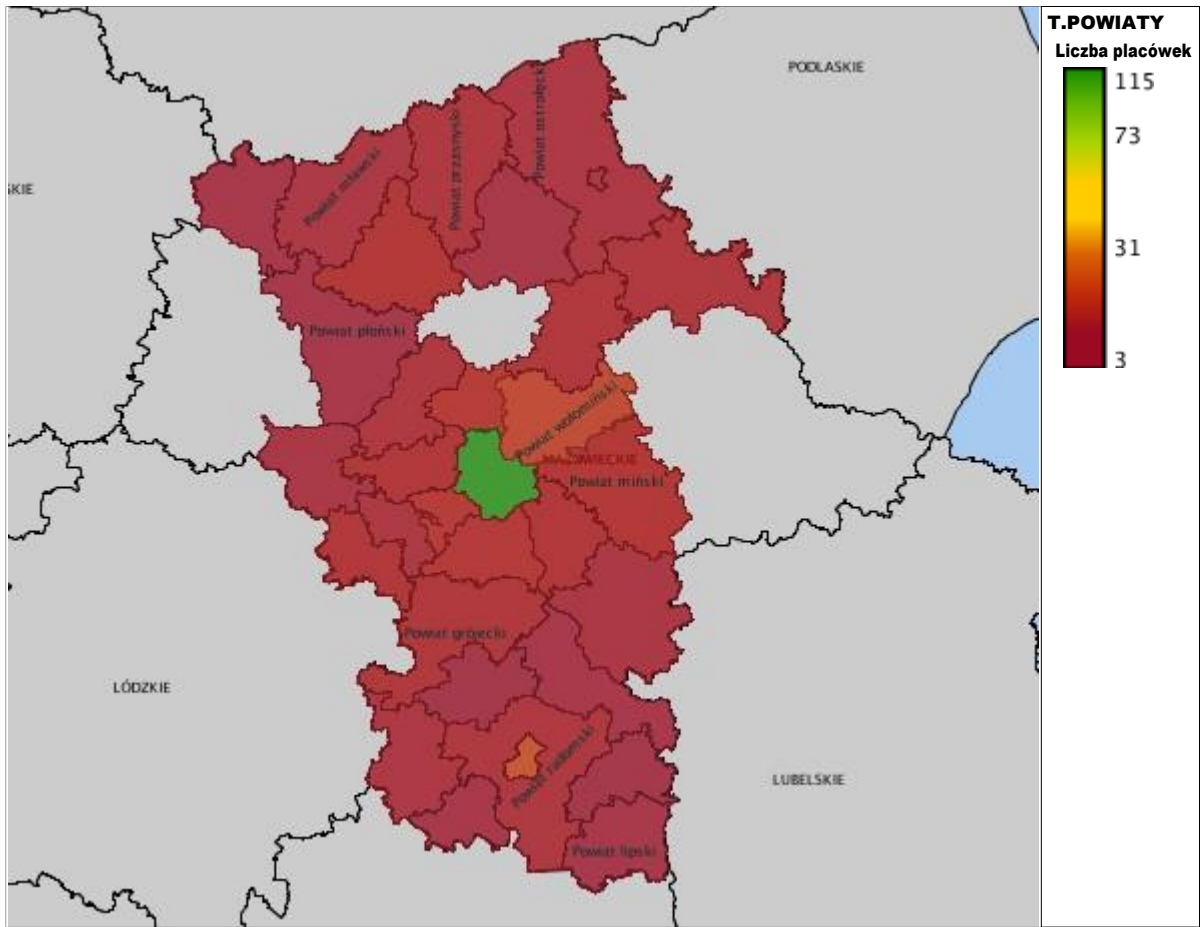 T.POWIATY
Liczba placówek
115
73
31
3
PODLASKIE
SKIE
Powiat ostrołęcki
Powiat przasnyski
Powiat mławski
Powiat płoński
Powiat wołomiński
MAZOWIECKIE
Powiat miński
Powiat grójecki
ŁÓDZKIE
Powiat radomski
LUBELSKIE
Powiat lipski